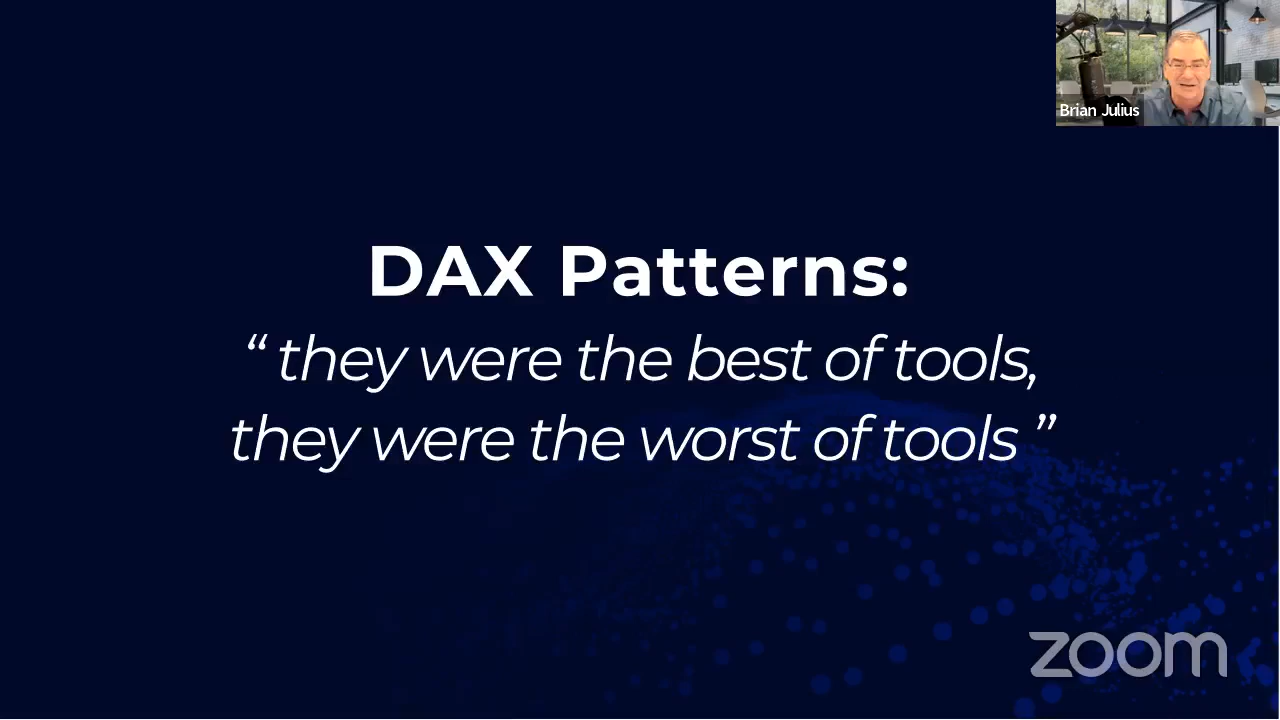 Brian Julius
DAX Patterns:
“ they were the best of tools,
they were the worst of tools ”
zoom